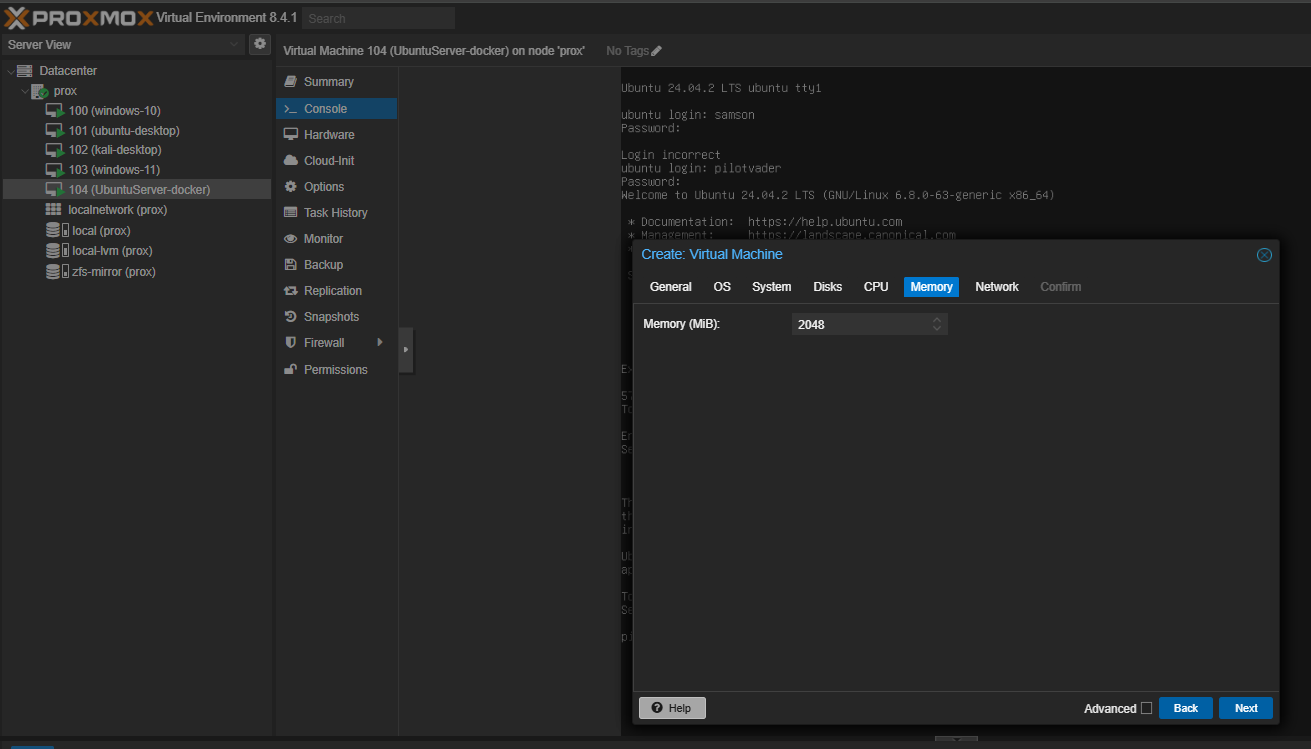 PROXMOX Virtual Environment 8.4.1 Search
Server View
Virtual Machine 104 (UbuntuServer-docker) on node 'prox' No Tags
Datacenter
prox
100 (windows-10)
101 (ubuntu-desktop)
102 (kali-desktop)
103 (windows-11)
104 (UbuntuServer-docker)
localnetwork (prox)
local (prox)
local-lvm (prox)
zfs-mirror (prox)
Summary
Console
Hardware
Cloud-Init
Options
Task History
Monitor
Backup
Replication
Snapshots
Firewall
Permissions
Ubuntu 24.04.2 LTS ubuntu tty1
ubuntu login: samson
Password:
Login incorrect
ubuntu login: pilotvader
Password:
Welcome to Ubuntu 24.04.2 LTS (GNU/Linux 6.8.0-63-generic x86_64)
* Documentation: https://help.ubuntu.com
* Management: https://landscape.canonical.com
Create: Virtual Machine
General OS System Disks CPU Memory Network Confirm
Memory (MiB): 2048
Help
Advanced Back Next